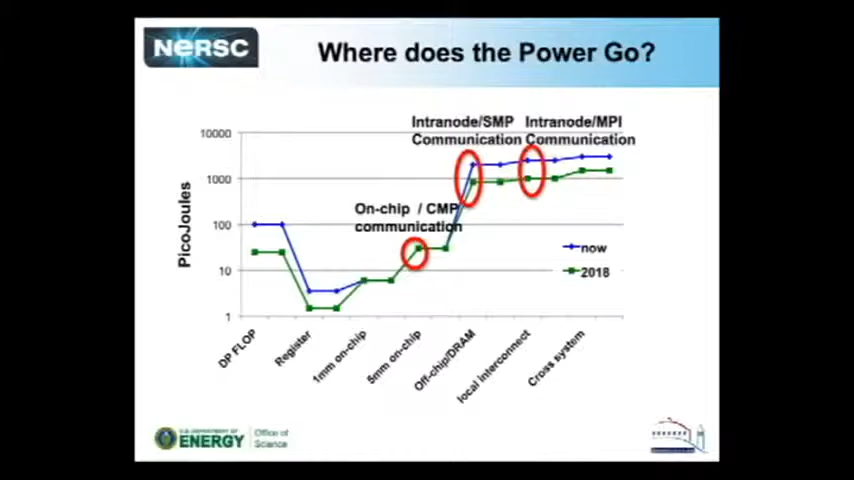 NERSC
Where does the Power Go?
Intranode/SMP
Communication
Intranode/MPI
Communication
On-chip / CMP
communication
PicoJoules
10000
1000
100
10
1
now
2018
DP FLOP
Register
1mm on-chip
5mm on-chip
Off-chip/DRAM
local interconnect
Cross system
U.S. DEPARTMENT OF
ENERGY
Office of
Science